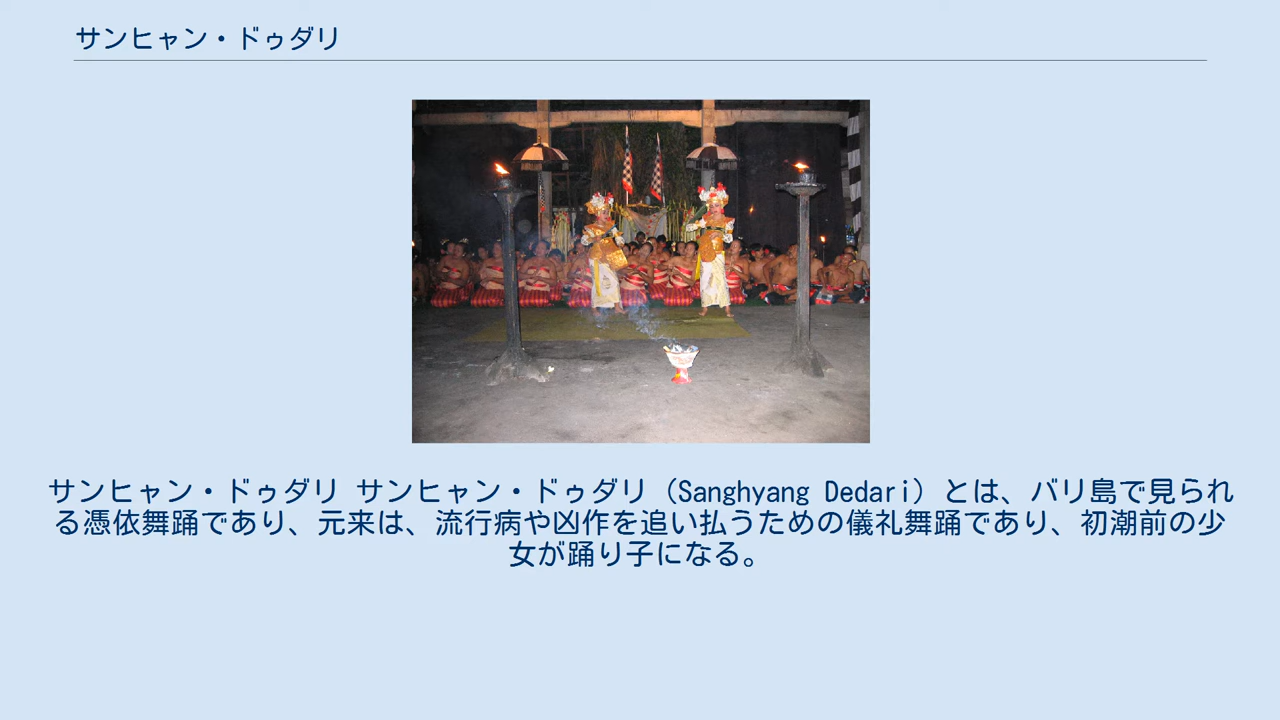 サンヒャン・ドゥダリ
サンヒャン・ドゥダリ サンヒャン・ドゥダリ（Sanghyang Dedari）とは、バリ島で見られ
る憑依舞踊であり、元来は、流行病や凶作を追い払うための儀礼舞踊であり、初潮前の少
女が踊り子になる。